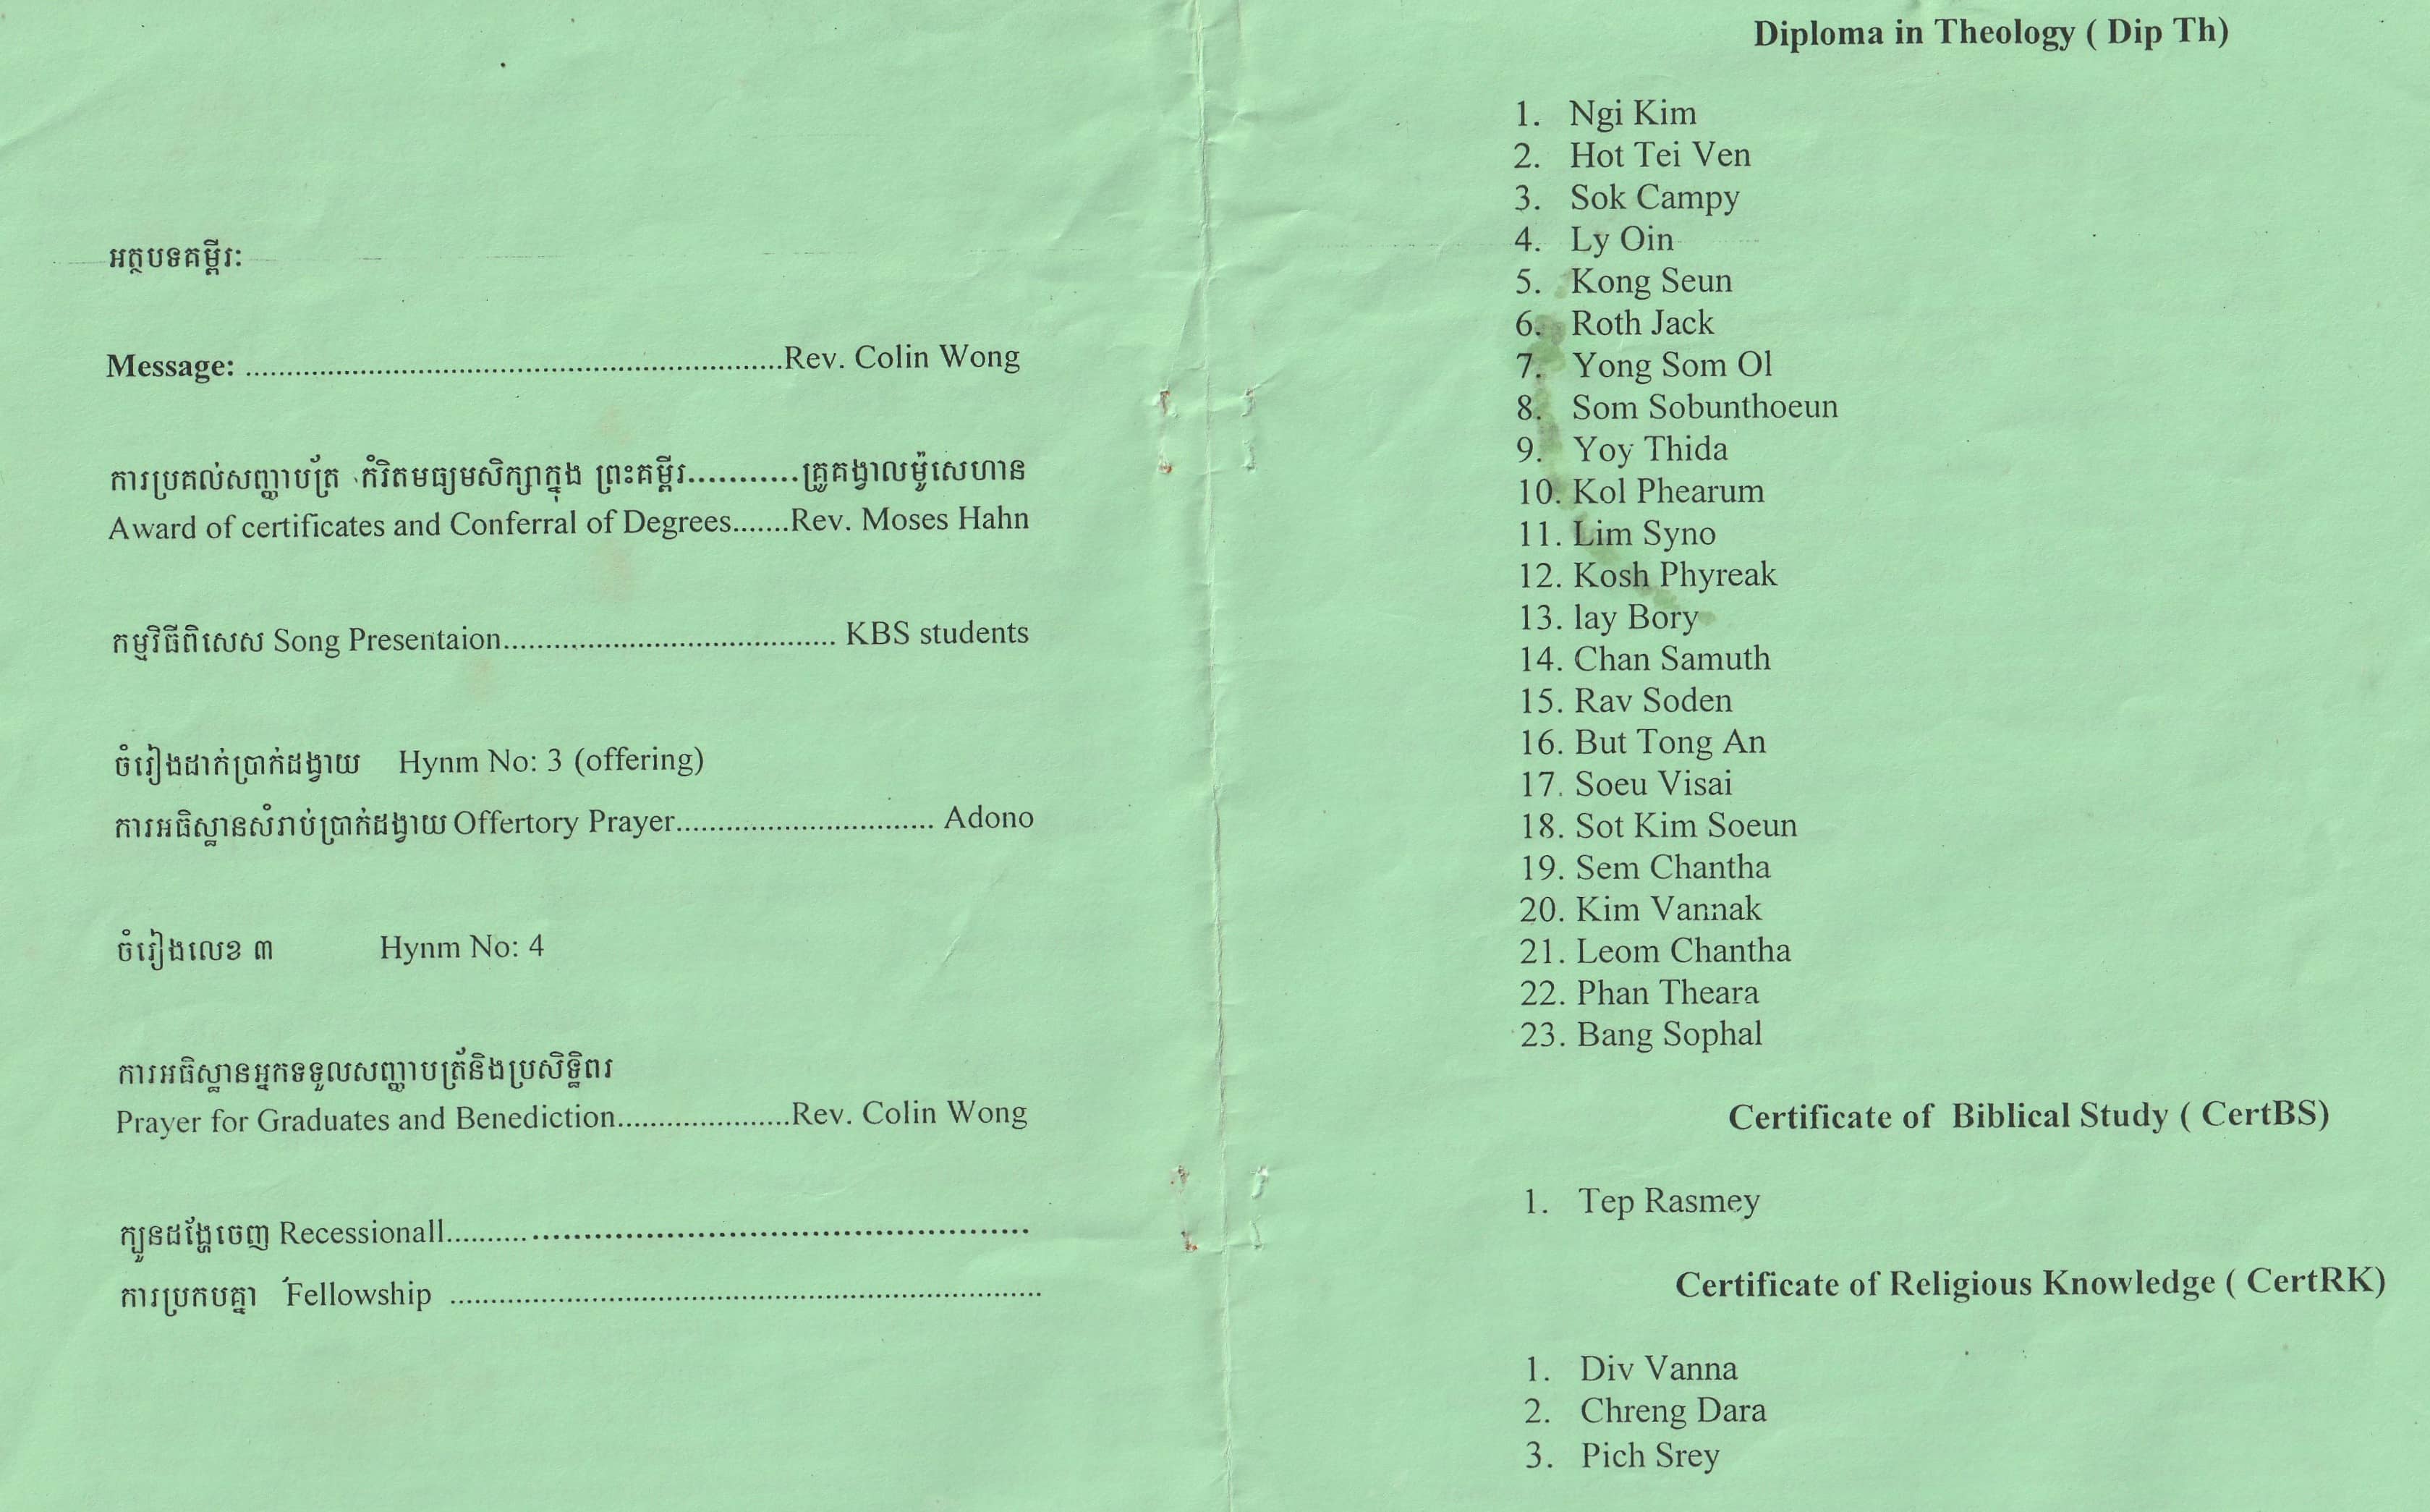 អត្ថបទគម្ពីរៈ
Message: ..................................................................Rev. Colin Wong
ការប្រគល់សញ្ញាបត្រ កំរិតមធ្យមសិក្សាក្នុង ព្រះគម្ពីរ............គ្រូគង្វាលម៉ូសេហាន
Award of certificates and Conferral of Degrees.......Rev. Moses Hahn
កម្មវិធីពិសេស Song Presentaion........................................ KBS students
ចំរៀងដាក់ប្រាក់ដង្វាយ Hynm No: 3 (offering)
ការអធិស្ឋានសំរាប់ប្រាក់ដង្វាយ Offertory Prayer............................... Adono
ចំរៀងលេខ ៣ Hynm No: 4
ការអធិស្ឋានអ្នកទទួលសញ្ញាបត្រ័និងប្រសិទ្ធិពរ
Prayer for Graduates and Benediction.....................Rev. Colin Wong
ក្បួនដង្ហែចេញ Recessionall......................................................................
ការប្រកបគ្នា Fellowship ........................................................................
Diploma in Theology ( Dip Th)
1. Ngi Kim
2. Hot Tei Ven
3. Sok Campy
4. Ly Oin
5. Kong Seun
6. Roth Jack
7. Yong Som Ol
8. Som Sobunthoeun
9. Yoy Thida
10. Kol Phearum
11. Lim Syno
12. Kosh Phyreak
13. lay Bory
14. Chan Samuth
15. Rav Soden
16. But Tong An
17. Soeu Visai
18. Sot Kim Soeun
19. Sem Chantha
20. Kim Vannak
21. Leom Chantha
22. Phan Theara
23. Bang Sophal
Certificate of Biblical Study ( CertBS)
1. Tep Rasmey
Certificate of Religious Knowledge ( CertRK)
1. Div Vanna
2. Chreng Dara
3. Pich Srey